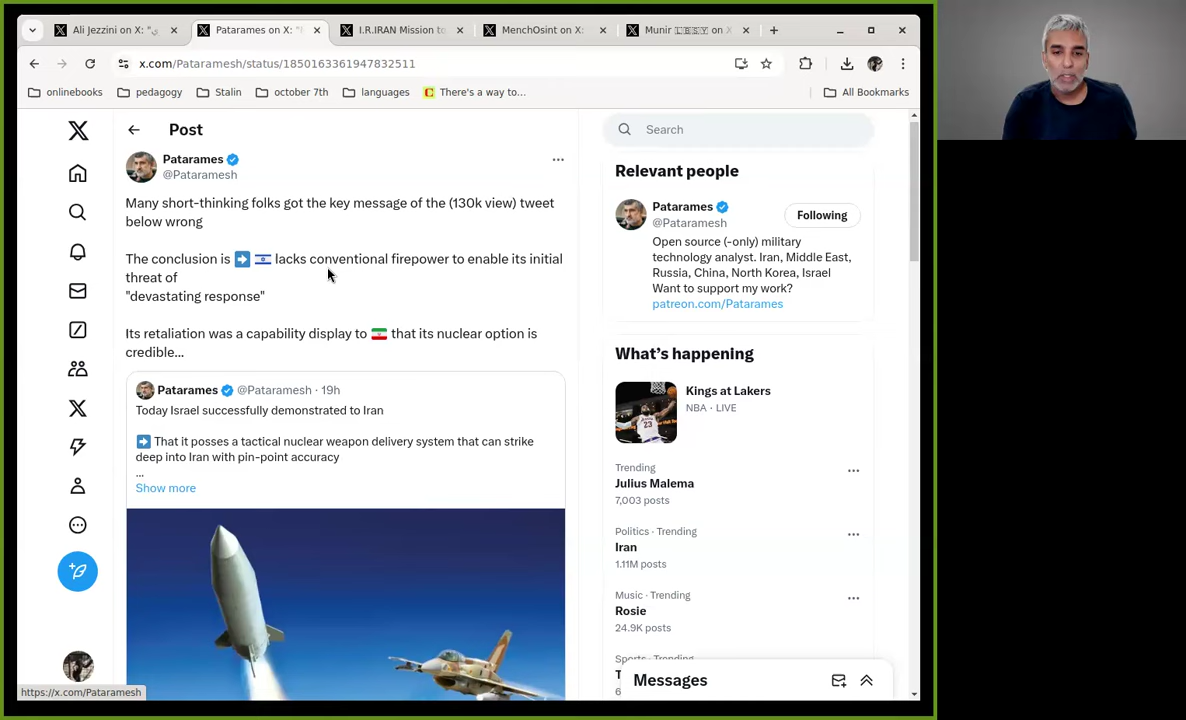 Ali Jezzini on X: "
Patarames on X: "
I.R.IRAN Mission to
MenchOsint on X:
Munir on X
x.com/Pataramesh/status/1850163361947832511
onlinebooks
pedagogy
Stalin
october 7th
languages
There's a way to...
All Bookmarks
Post
Search
Patarames
@Pataramesh
Many short-thinking folks got the key message of the (130k view) tweet
below wrong
The conclusion is ➡️ 🇮🇱 lacks conventional firepower to enable its initial
threat of
"devastating response"
Its retaliation was a capability display to 🇮🇷 that its nuclear option is
credible...
Patarames @Pataramesh · 19h
Today Israel successfully demonstrated to Iran
➡️ That it posses a tactical nuclear weapon delivery system that can strike
deep into Iran with pin-point accuracy
...
Show more
Relevant people
Patarames
@Pataramesh
Following
Open source (-only) military
technology analyst. Iran, Middle East,
Russia, China, North Korea, Israel
Want to support my work?
patreon.com/Patarames
What's happening
Kings at Lakers
NBA · LIVE
Trending
Julius Malema
7,003 posts
Politics · Trending
Iran
1.11M posts
Music · Trending
Rosie
24.9K posts
Sports · Trending
Messages
https://x.com/Pataramesh